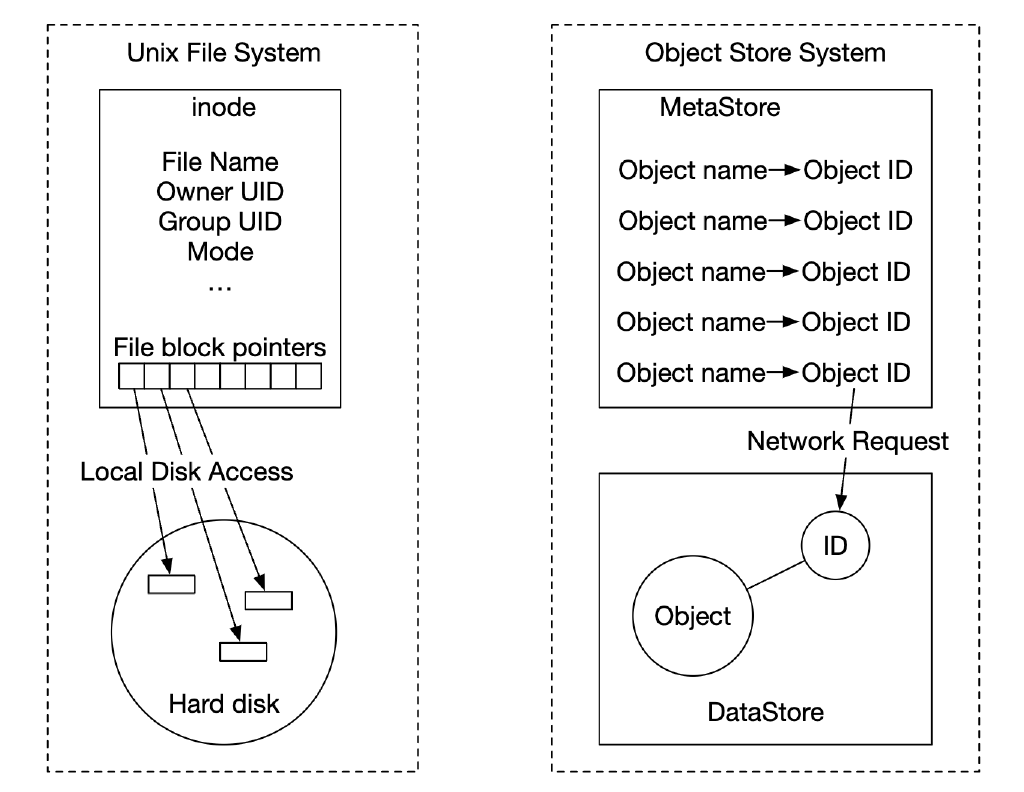 Unix File System
inode
File Name
Owner UID
Group UID
Mode
...
File block pointers
Local Disk Access
Hard disk
Object Store System
MetaStore
Object name Object ID
Object name Object ID
Object name Object ID
Object name Object ID
Object name Object ID
Network Request
ID
Object
DataStore